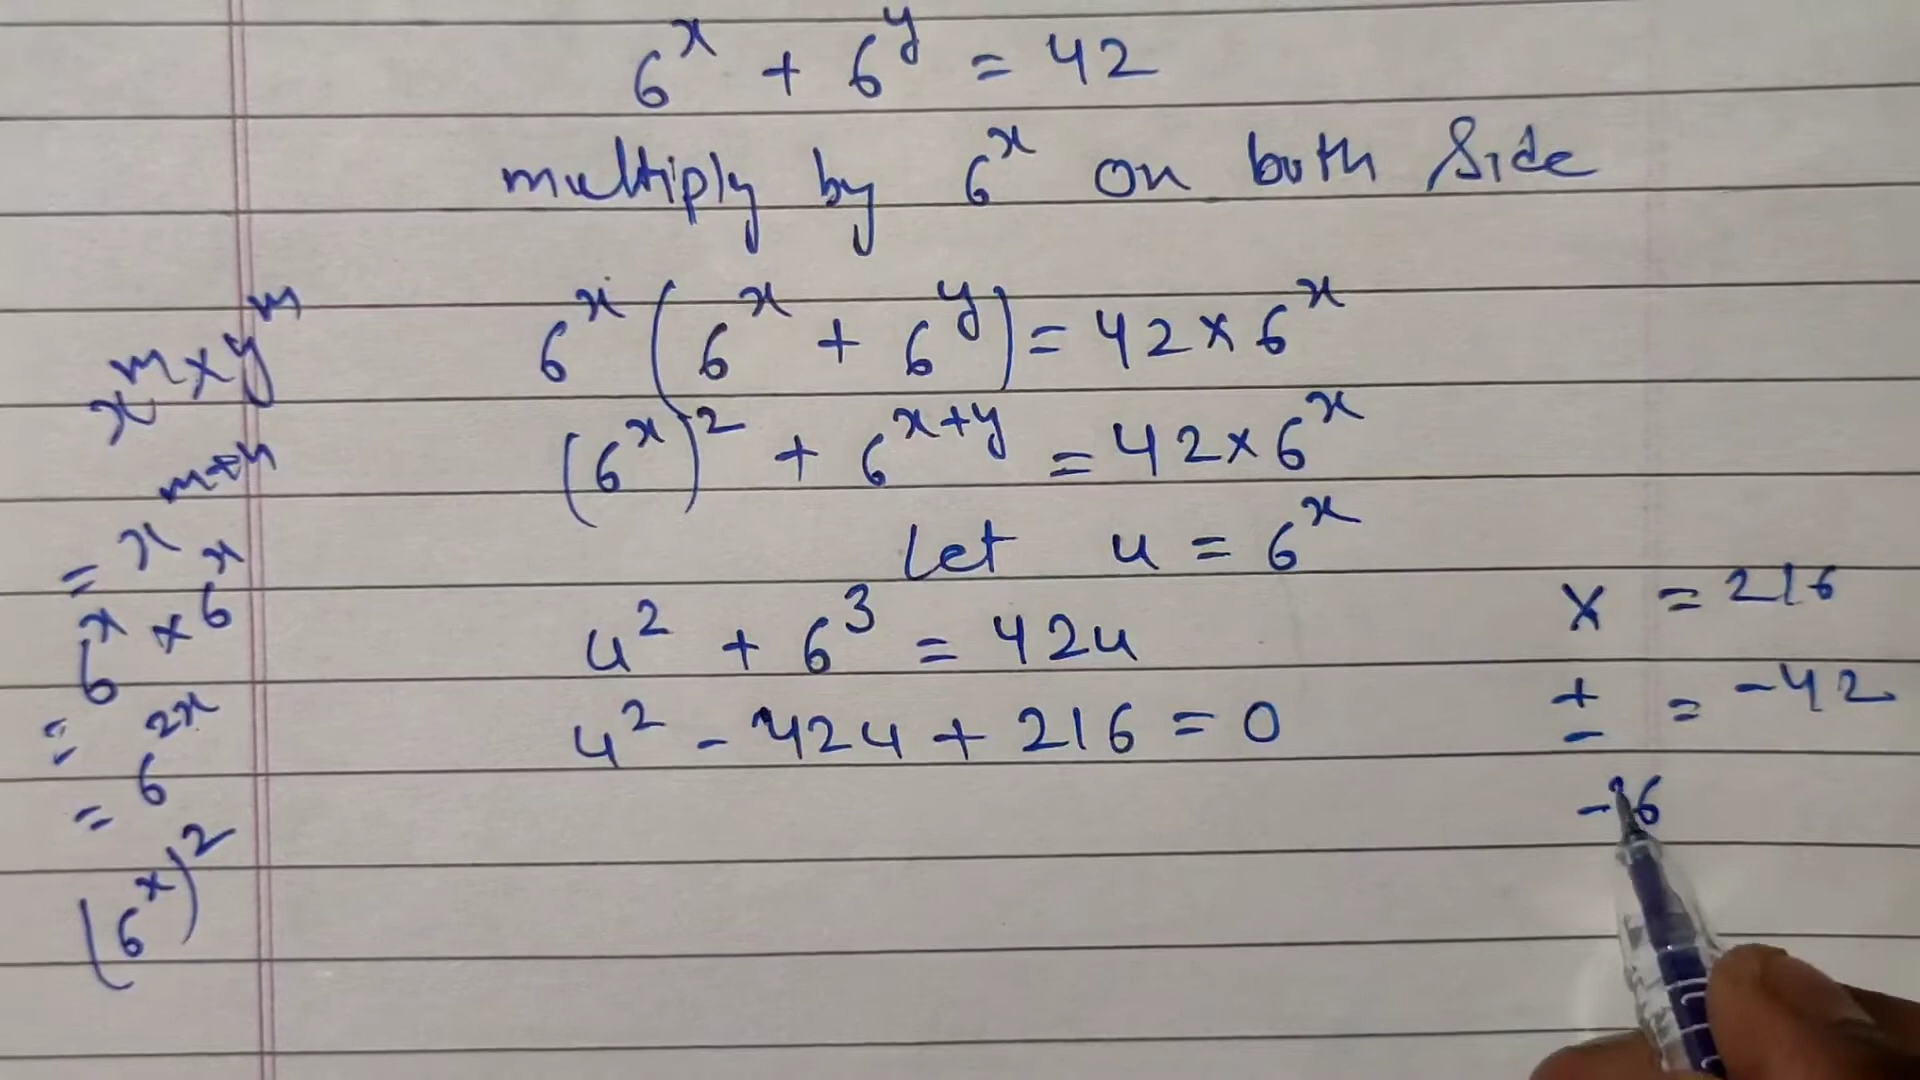 6^x + 6^y = 42
multiply by 6^x on both side
6^x (6^x + 6^y) = 42 × 6^x
(6^x)^2 + 6^{x+y} = 42 × 6^x
Let u = 6^x
u^2 + 6^3 = 42u
u^2 - 42u + 216 = 0
x^m × y^m
= x^{m+n}
6^x × 6^x
= 6^{2x}
=
(6^x)^2
× = 216
± = -42